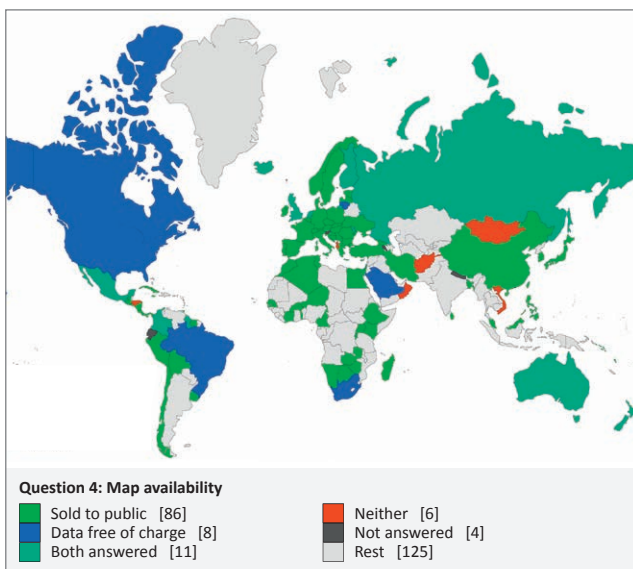 Question 4: Map availability
Sold to public [86]
Data free of charge [8]
Both answered [11]
Neither [6]
Not answered [4]
Rest [125]